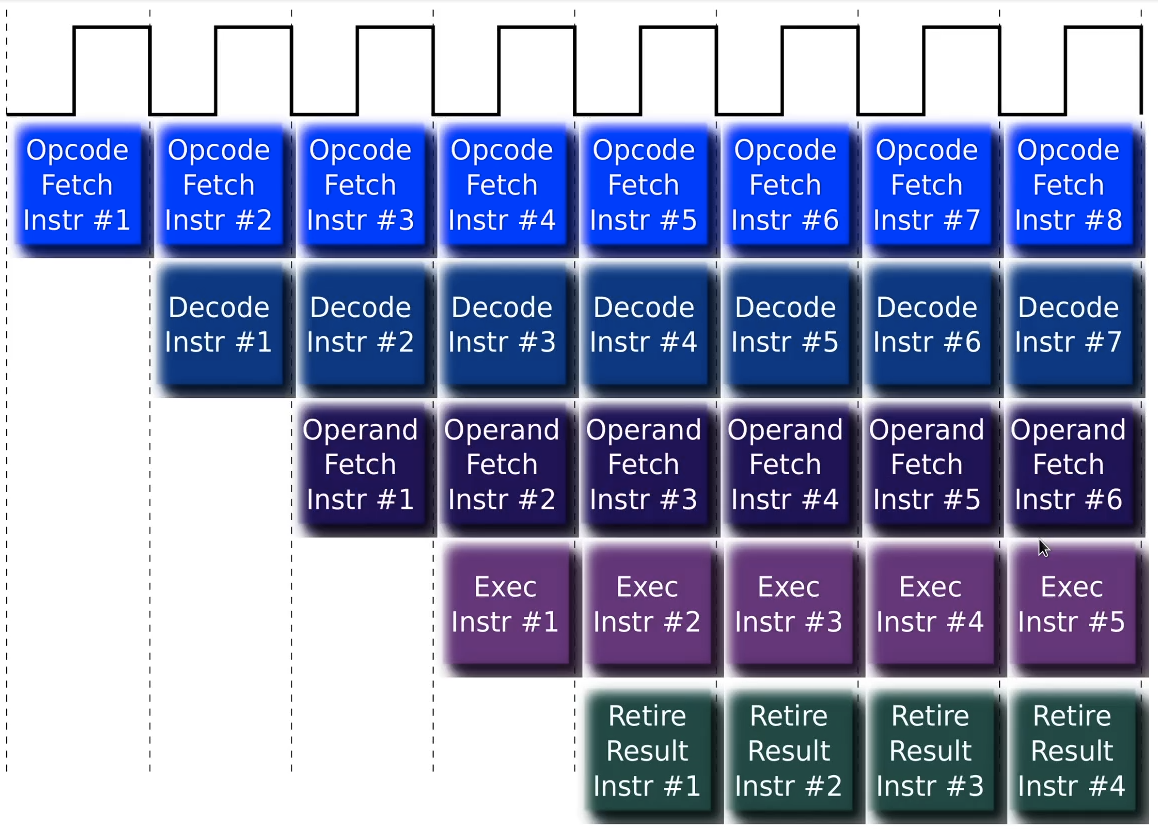 Opcode
Fetch
Instr #1
Opcode
Fetch
Instr #2
Opcode
Fetch
Instr #3
Opcode
Fetch
Instr #4
Opcode
Fetch
Instr #5
Opcode
Fetch
Instr #6
Opcode
Fetch
Instr #7
Opcode
Fetch
Instr #8
Decode
Instr #1
Decode
Instr #2
Decode
Instr #3
Decode
Instr #4
Decode
Instr #5
Decode
Instr #6
Decode
Instr #7
Operand
Fetch
Instr #1
Operand
Fetch
Instr #2
Operand
Fetch
Instr #3
Operand
Fetch
Instr #4
Operand
Fetch
Instr #5
Operand
Fetch
Instr #6
Exec
Instr #1
Exec
Instr #2
Exec
Instr #3
Exec
Instr #4
Exec
Instr #5
Retire
Result
Instr #1
Retire
Result
Instr #2
Retire
Result
Instr #3
Retire
Result
Instr #4